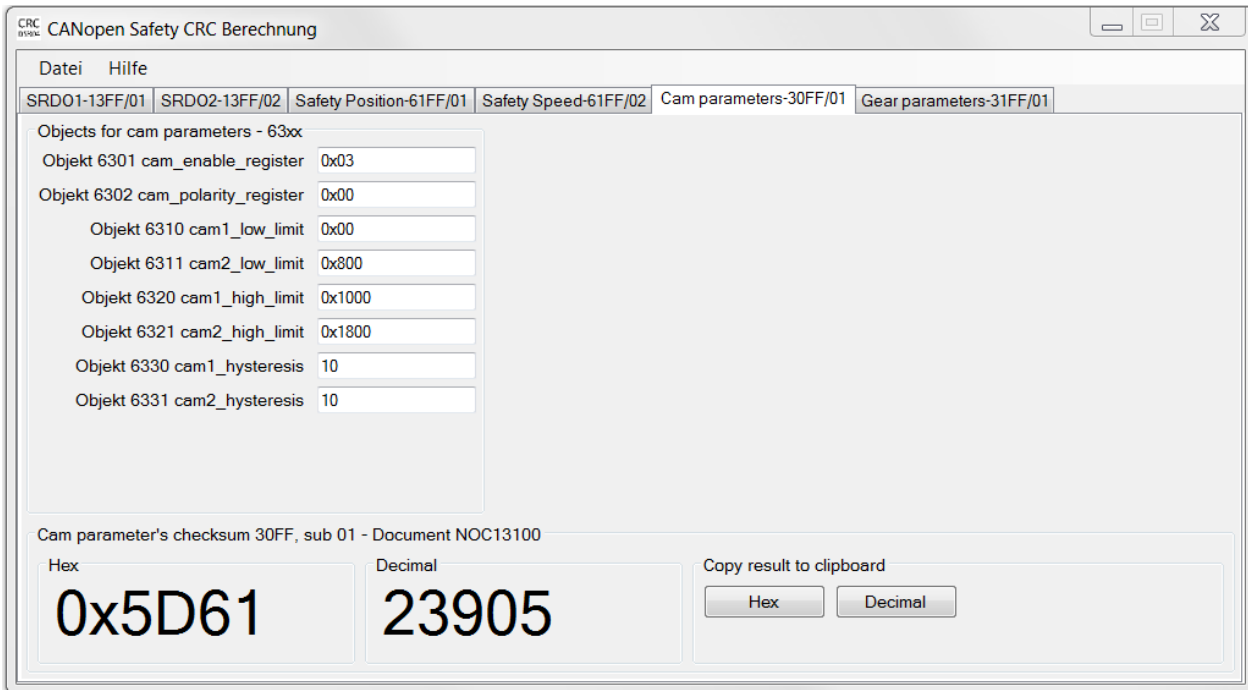 CRC CANopen Safety CRC Berechnung
Datei Hilfe
SRDO1-13FF/01 SRDO2-13FF/02 Safety Position-61FF/01 Safety Speed-61FF/02 Cam parameters-30FF/01 Gear parameters-31FF/01
Objects for cam parameters - 63xx
Objekt 6301 cam_enable_register 0x03
Objekt 6302 cam_polarity_register 0x00
Objekt 6310 cam1_low_limit 0x00
Objekt 6311 cam2_low_limit 0x800
Objekt 6320 cam1_high_limit 0x1000
Objekt 6321 cam2_high_limit 0x1800
Objekt 6330 cam1_hysteresis 10
Objekt 6331 cam2_hysteresis 10
Cam parameter's checksum 30FF, sub 01 - Document NOC13100
Hex Decimal Copy result to clipboard
0x5D61 23905 Hex Decimal